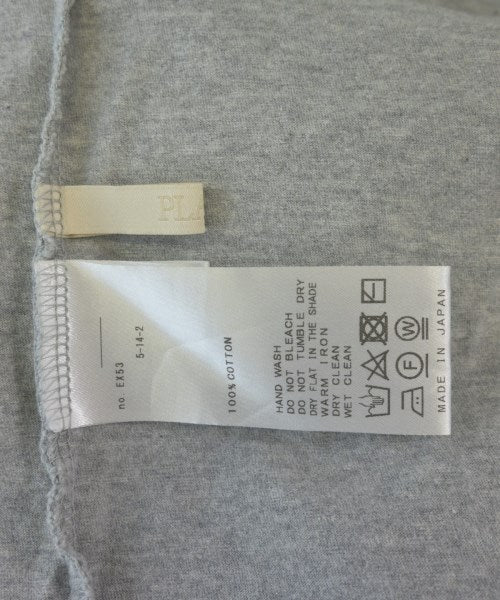 PLA
no. EX53
5-14-2
100% COTTON
HAND WASH
DO NOT BLEACH
DO NOT TUMBLE DRY
DRY FLAT IN THE SHADE
WARM IRON
DRY CLEAN
WET CLEAN
F W
MADE IN JAPAN